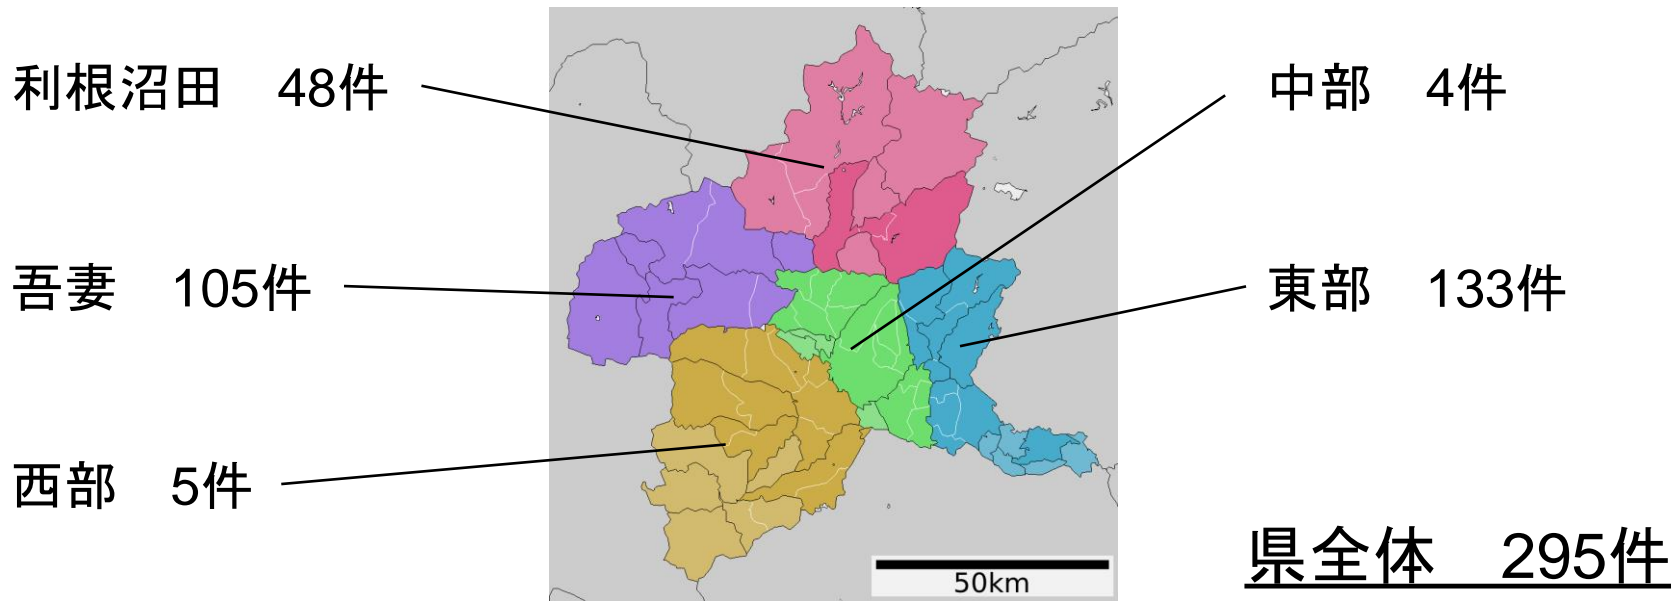 利根沼田　48件
吾妻　105件
西部　5件
中部　4件
東部　133件
県全体　295件
50km